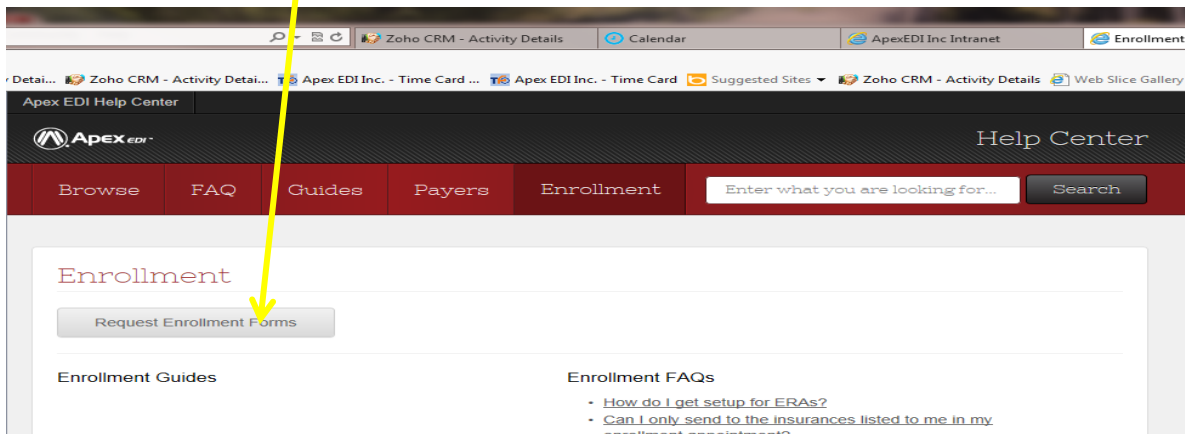 Zoho CRM - Activity Details Calendar ApexEDI Inc Intranet Enrollment
Detai... Zoho CRM - Activity Detai... Apex EDI Inc. - Time Card ... Apex EDI Inc. - Time Card Suggested Sites Zoho CRM - Activity Details Web Slice Gallery
Apex EDI Help Center
APEX EDI Help Center
Browse FAQ Guides Payers Enrollment Enter what you are looking for... Search
Enrollment
Request Enrollment Forms
Enrollment Guides Enrollment FAQs
• How do I get setup for ERAs?
• Can I only send to the insurances listed to me in my
enrollment appointment?